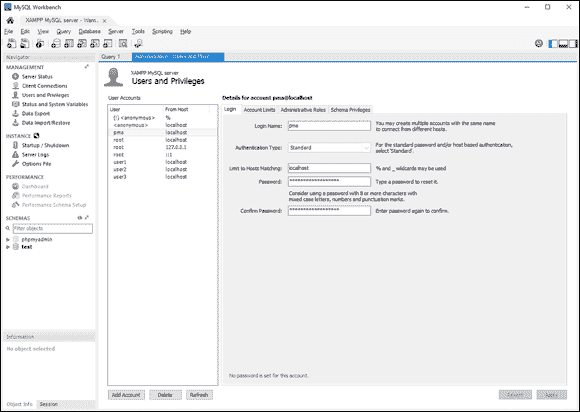 MySQL Workbench
XAMPP MySQL server - Warn...
File Edit View Query Database Server Tools Scripting Help
Navigator
MANAGEMENT
Server Status
Client Connections
Users and Privileges
Status and System Variables
Data Export
Data Import/Restore
INSTANCE
Startup / Shutdown
Server Logs
Options File
PERFORMANCE
Dashboard
Performance Reports
Performance Schema Setup
SCHEMAS
Filter objects
phpmyadmin
test
Information
No object selected
Object Info Session
Query 1
XAMPP MySQL server
Users and Privileges
User Accounts
User From Host
(!) <anonymous> %
<anonymous> localhost
pma localhost
root localhost
root 127.0.0.1
root ::1
user1 localhost
user2 localhost
user3 localhost
Add Account Delete Refresh
Details for account pma@localhost
Login Account Limits Administrative Roles Schema Privileges
Login Name: pma You may create multiple accounts with the same name
to connect from different hosts.
Authentication Type: Standard For the standard password and/or host based authentication,
select 'Standard'.
Limit to Hosts Matching: localhost % and _ wildcards may be used
Password: Type a password to reset it.
Consider using a password with 8 or more characters with
mixed case letters, numbers and punctuation marks.
Confirm Password: Enter password again to confirm.
No password is set for this account.
Revert Apply